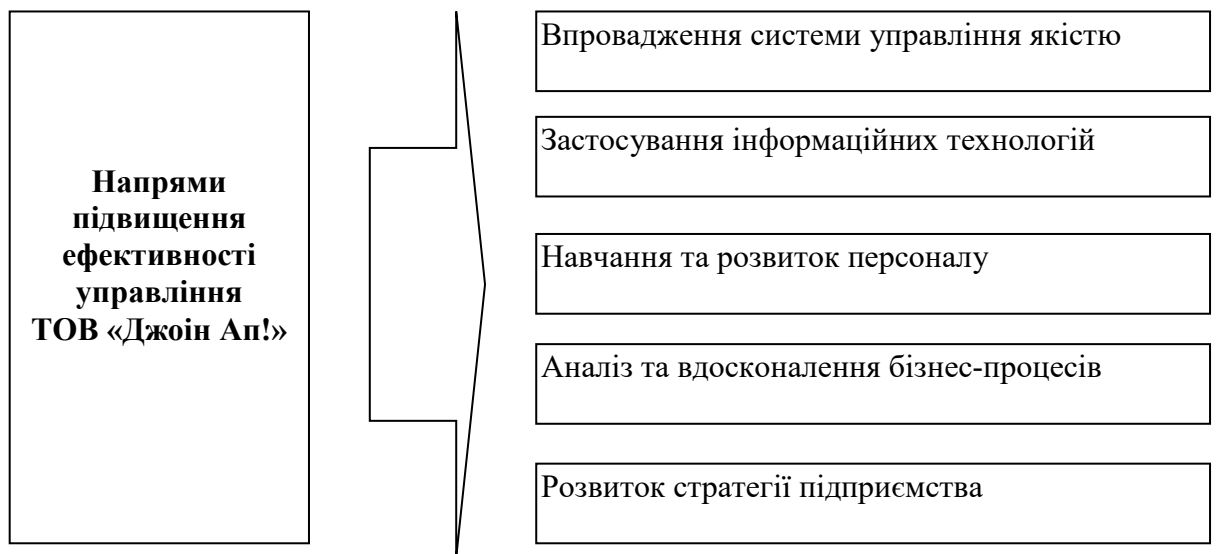 Напрями
підвищення
ефективності
управління
ТОВ «Джоін Ап!»
Впровадження системи управління якістю
Застосування інформаційних технологій
Навчання та розвиток персоналу
Аналіз та вдосконалення бізнес-процесів
Розвиток стратегії підприємства